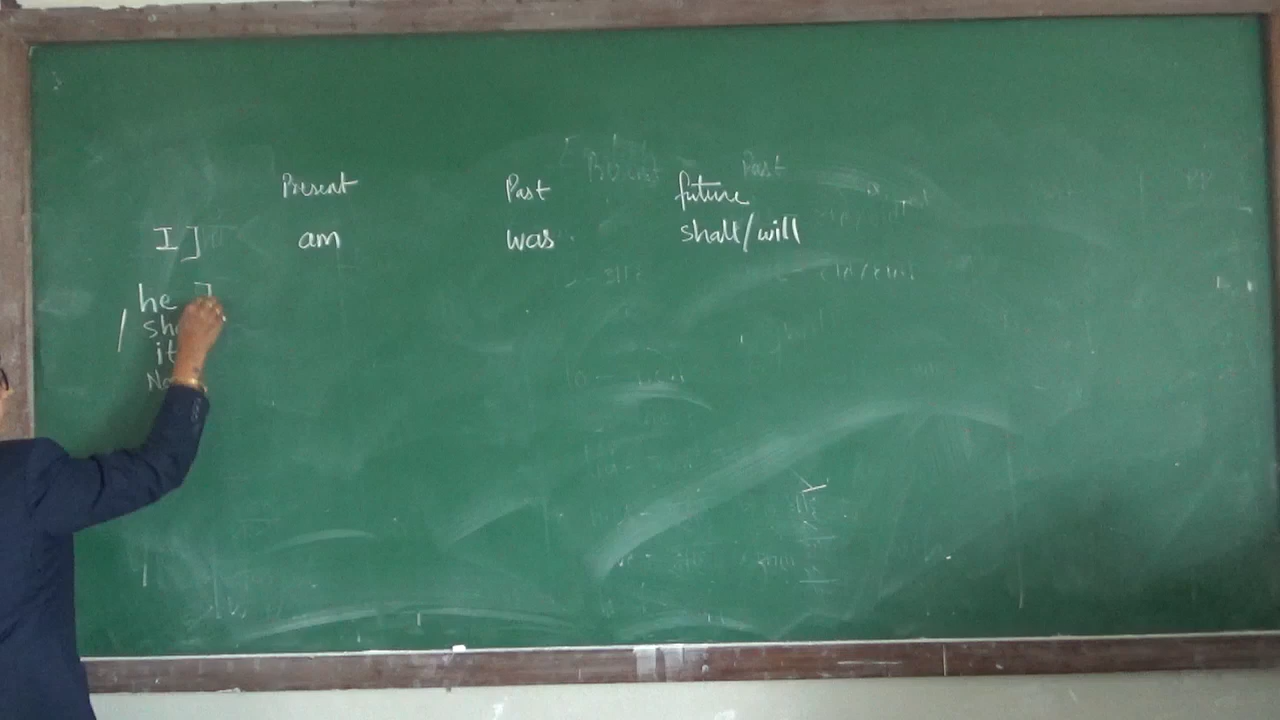 Present Past future
I ] am was shall/will
he ]
it